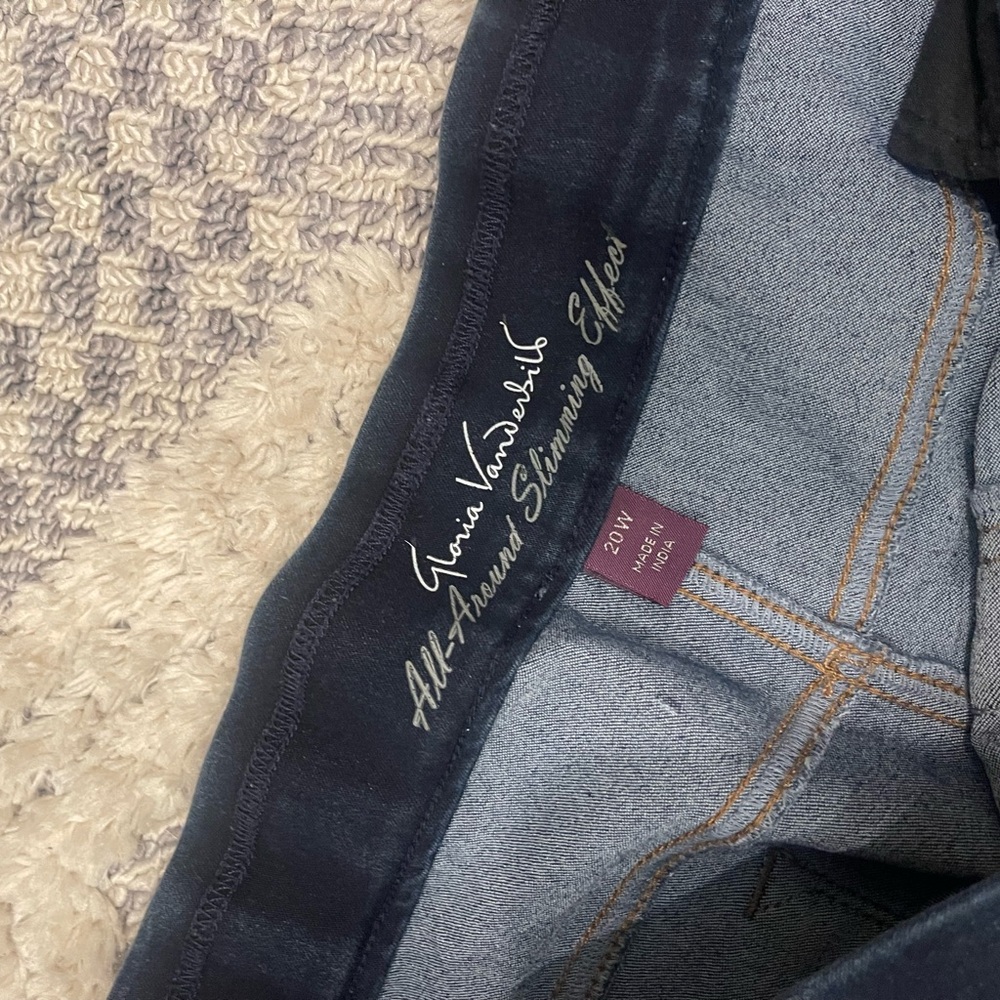 Gloria Vanderbilt
All-Around Slimming Effect
20W
MADE IN
INDIA